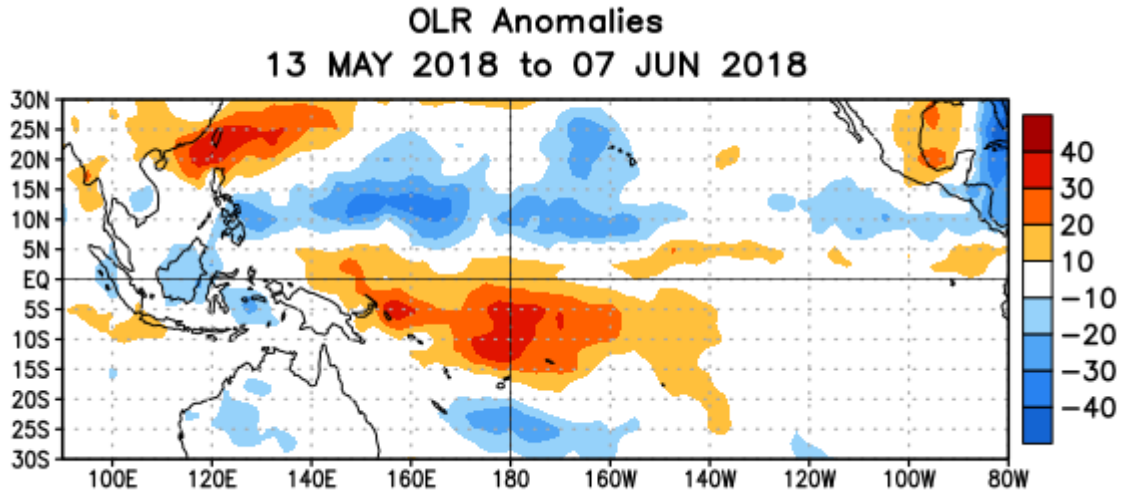 OLR Anomalies
13 MAY 2018 to 07 JUN 2018
30N
25N
20N
15N
10N
5N
EQ
5S
10S
15S
20S
25S
30S
100E 120E 140E 160E 180 160W 140W 120W 100W 80W
40
30
20
10
−10
−20
−30
−40